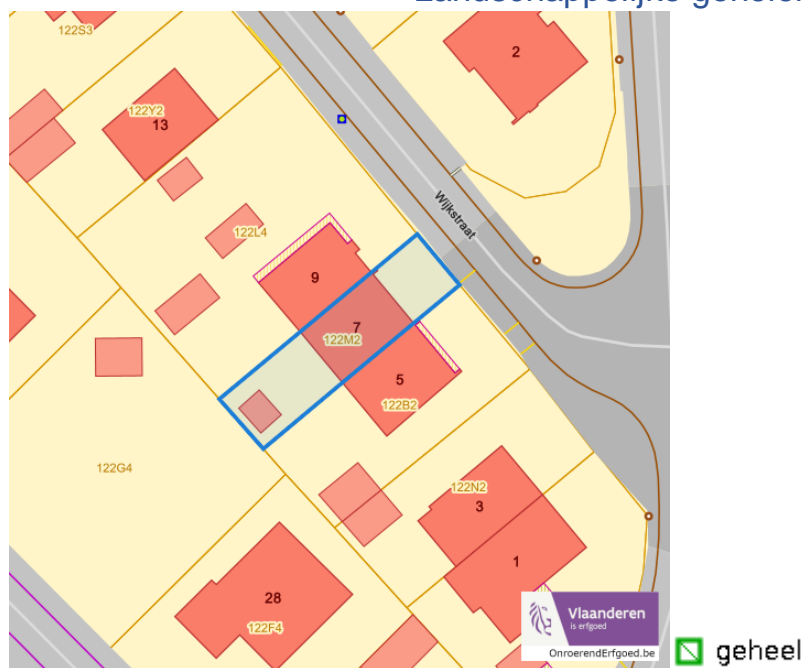 Landschappelijke geheel
122S3
2
122Y2
13
Wijkstraat
122L4
9
7
122M2
5
122B2
122G4
122N2
3
1
28
122F4
Vlaanderen
is erfgoed
OnroerendErfgoed.be
geheel